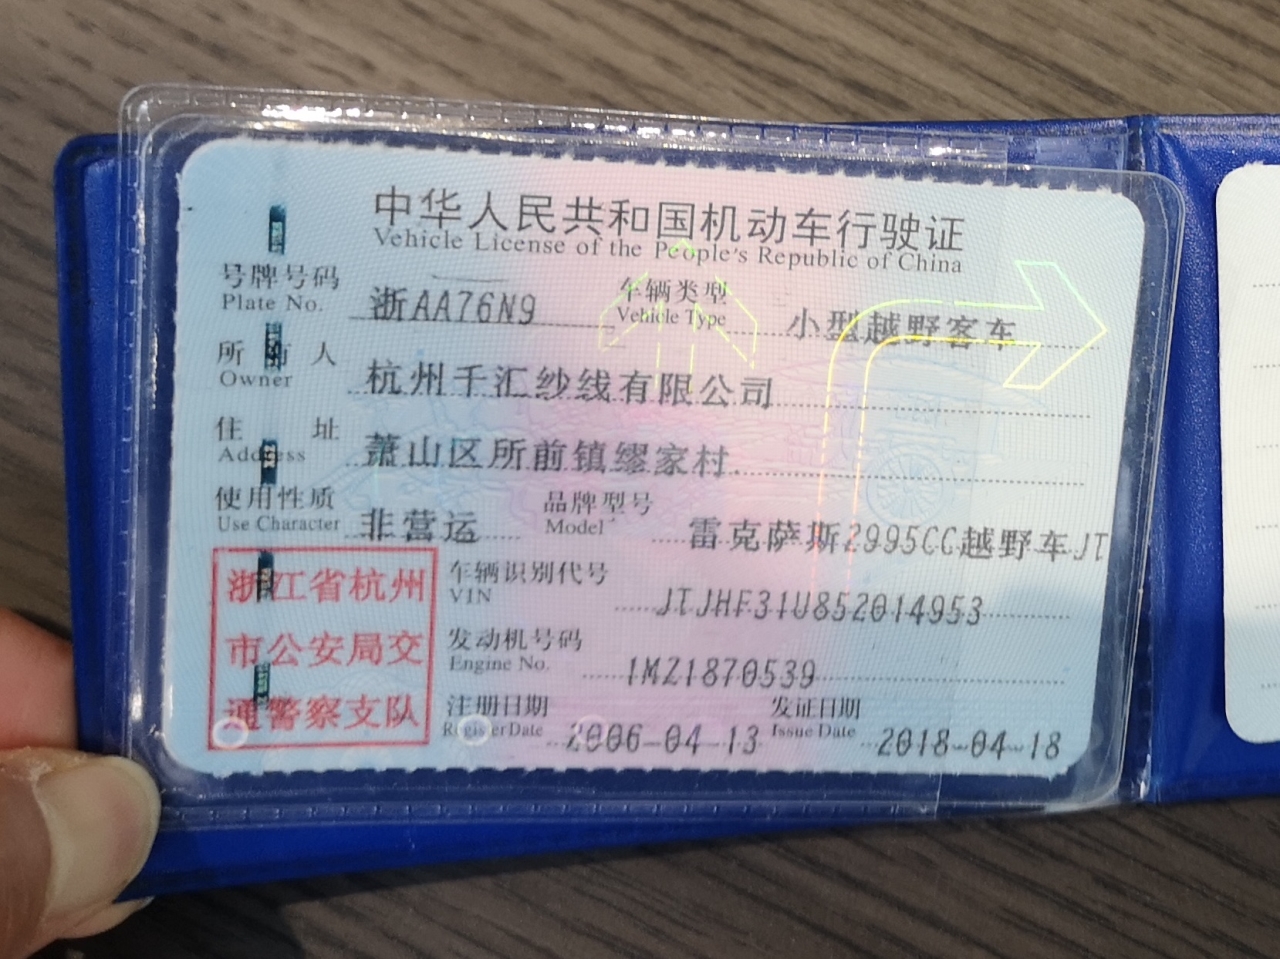 中华人民共和国机动车行驶证
Vehicle License of the People's Republic of China
号牌号码 浙AA76N9 车辆类型 小型越野客车
Plate No. Vehicle Type
所有人 杭州千汇纱线有限公司
Owner
住址 萧山区所前镇缪家村
Address
使用性质 非营运 品牌型号 雷克萨斯2995CC越野车JT
Use Character Model
浙江省杭州
市公安局交
通警察支队
车辆识别代号 JTJHF31U852014953
VIN
发动机号码 1MZ1870539
Engine No.
注册日期 2006-04-13 发证日期 2018-04-18
Register Date Issue Date